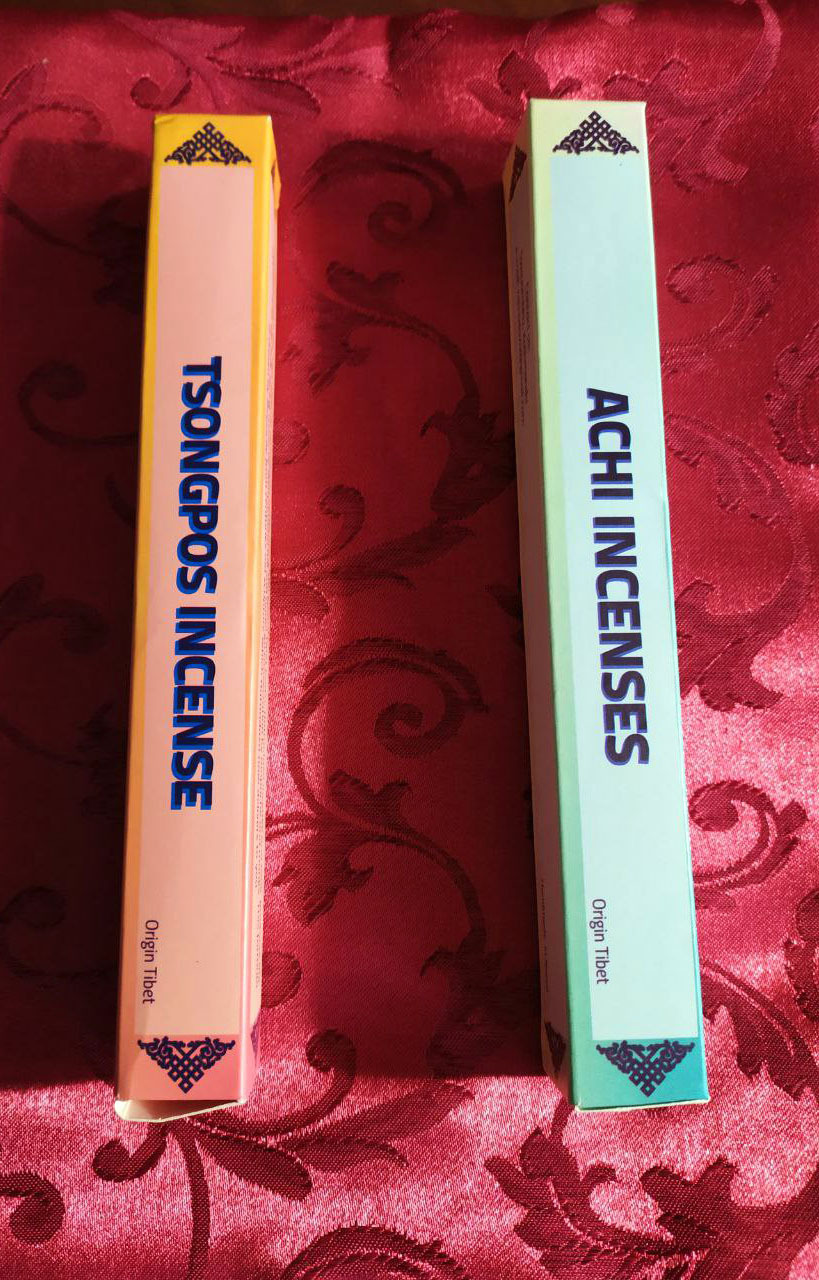 TSONGPOS INCENSE
Origin Tibet
ACHI INCENSES
Origin Tibet